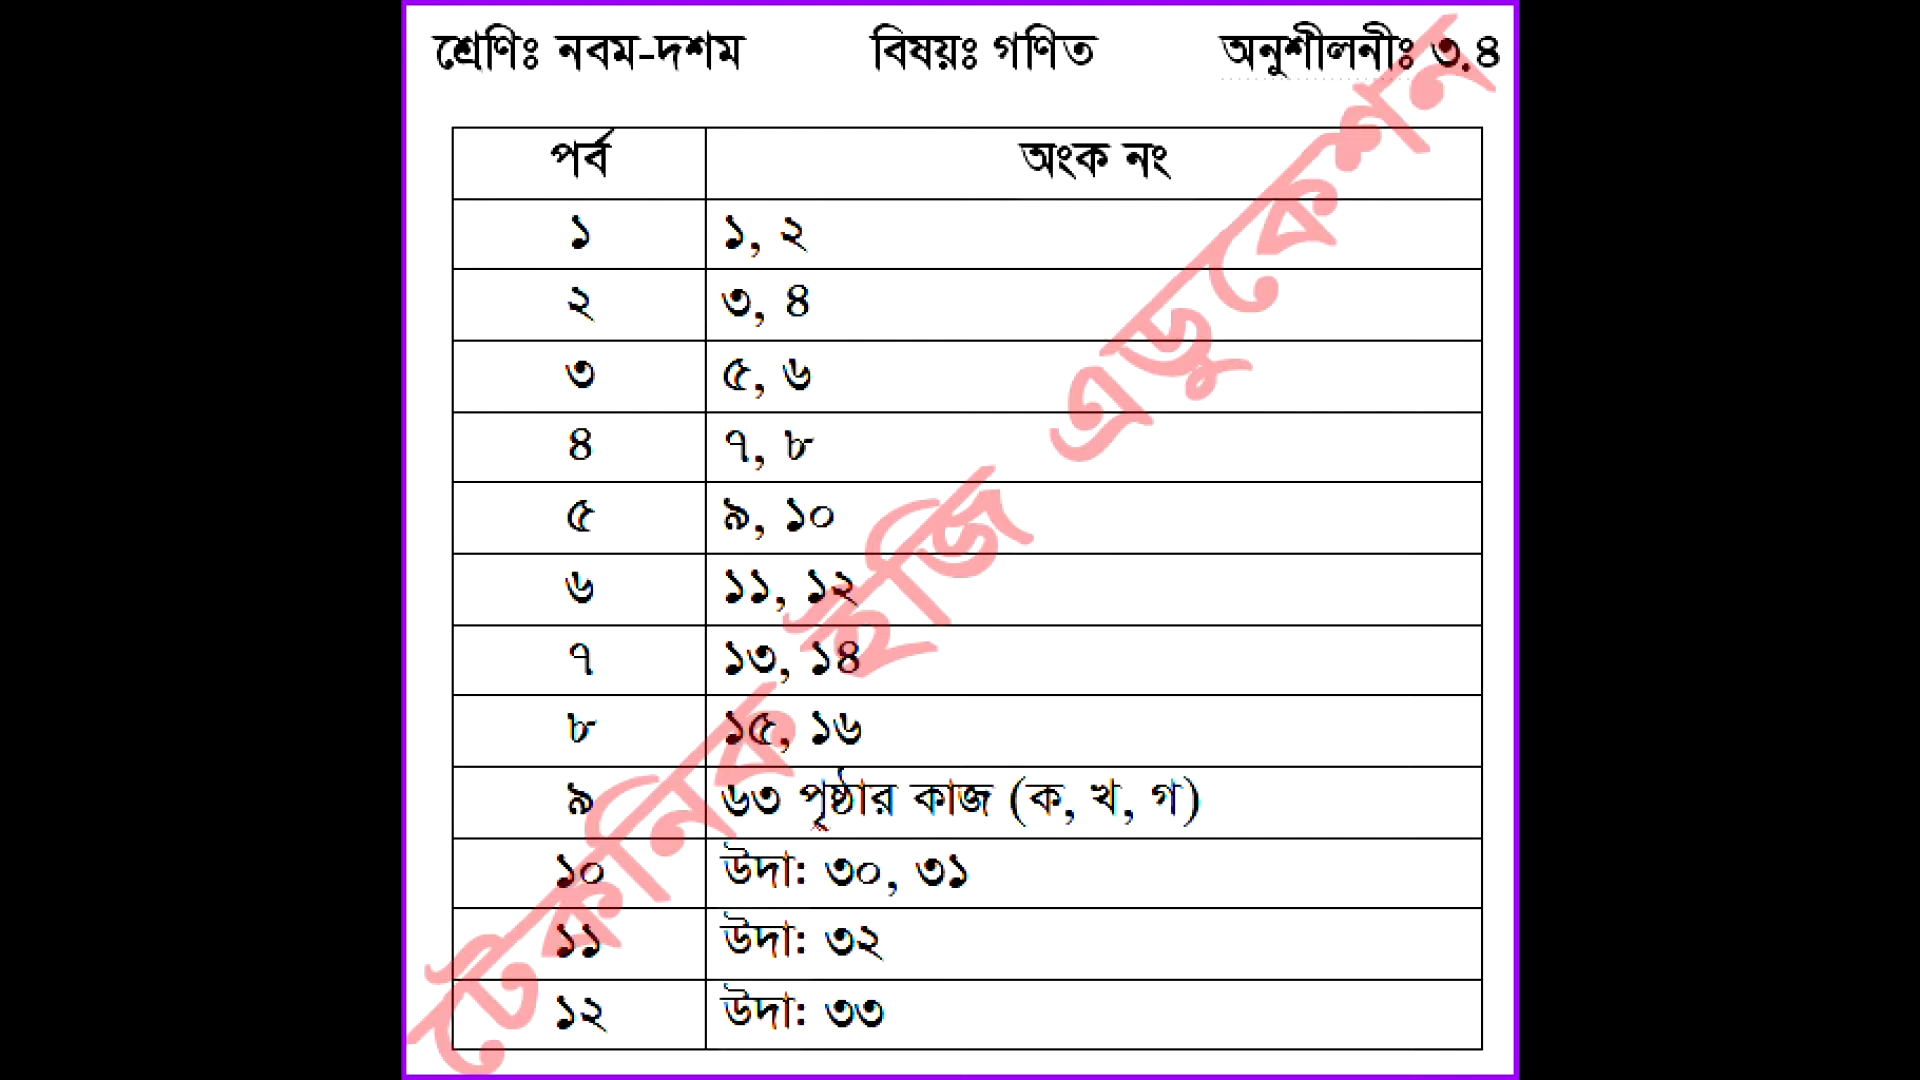 শ্রেণিঃ নবম-দশম বিষয়ঃ গণিত অনুশীলনীঃ ৩.৪
পর্ব অংক নং
১ ১, ২
২ ৩, ৪
৩ ৫, ৬
৪ ৭, ৮
৫ ৯, ১০
৬ ১১, ১২
৭ ১৩, ১৪
৮ ১৫, ১৬
৯ ৬৩ পৃষ্ঠার কাজ (ক, খ, গ)
১০ উদা: ৩০, ৩১
১১ উদা: ৩২
১২ উদা: ৩৩
টেকনিক ইজি এডুকেশন